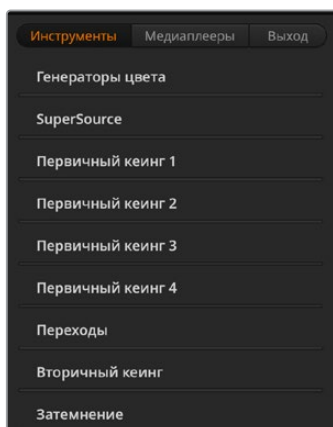 Инструменты Медиаплееры Выход
Генераторы цвета
SuperSource
Первичный кеинг 1
Первичный кеинг 2
Первичный кеинг 3
Первичный кеинг 4
Переходы
Вторичный кеинг
Затемнение